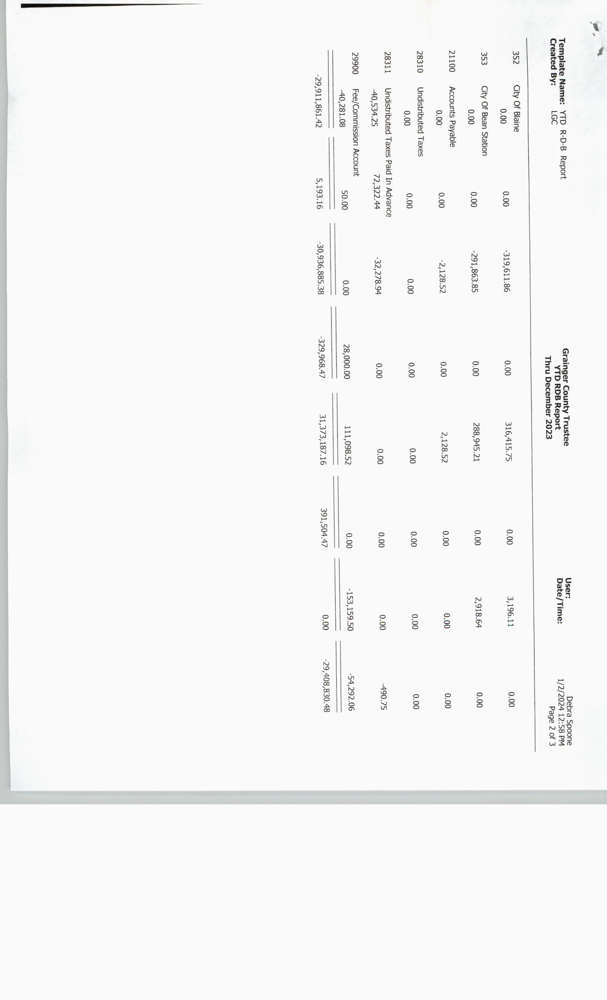 Template Name: YTD R-D-B Report
Created By: LGC
Grainger County Trustee
YTD RDB Report
Thru December 2023
User: Debra Spoone
Date/Time: 1/2/2024 12:58 PM
Page 2 of 3
352 City Of Blaine
0.00 0.00 -319,611.86 0.00 316,415.75 0.00 3,196.11 0.00
353 City Of Bean Station
0.00 0.00 -291,863.85 0.00 288,945.21 0.00 2,918.64 0.00
21100 Accounts Payable
0.00 0.00 -2,128.52 0.00 2,128.52 0.00 0.00 0.00
28310 Undistributed Taxes
0.00 0.00 0.00 0.00 0.00 0.00 0.00 0.00
28311 Undistributed Taxes Paid In Advance
-40,534.25 72,322.44 -32,278.94 0.00 0.00 0.00 0.00 -490.75
29900 Fee/Commission Account
-40,281.08 50.00 0.00 28,000.00 111,098.52 0.00 -153,159.50 -54,292.06
-29,911,861.42 5,193.16 -30,936,885.38 -329,968.47 31,373,187.16 391,504.47 0.00 -29,408,830.48